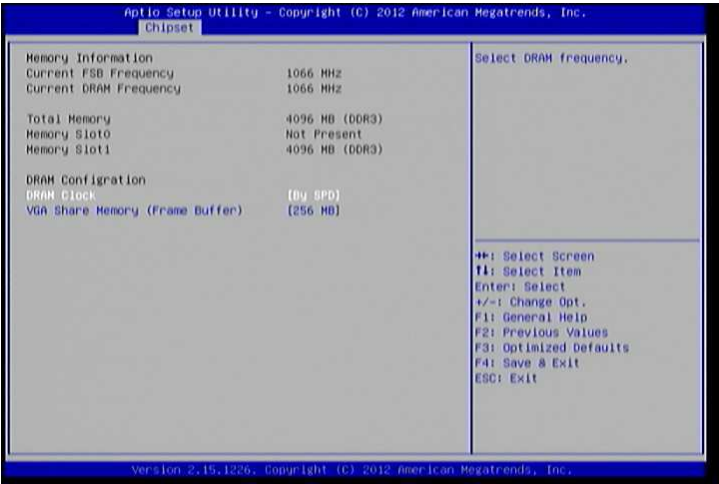 Aptio Setup Utility - Copyright (C) 2012 American Megatrends, Inc.
Chipset
Memory Information
Current FSB Frequency 1066 MHz
Current DRAM Frequency 1066 MHz
Total Memory 4096 MB (DDR3)
Memory Slot0 Not Present
Memory Slot1 4096 MB (DDR3)
DRAM Configration
DRAM Clock [By SPD]
VGA Share Memory (Frame Buffer) [256 MB]
Select DRAM frequency.
→←: Select Screen
↑↓: Select Item
Enter: Select
+/-: Change Opt.
F1: General Help
F2: Previous Values
F3: Optimized Defaults
F4: Save & Exit
ESC: Exit
Version 2.15.1226. Copyright (C) 2012 American Megatrends, Inc.